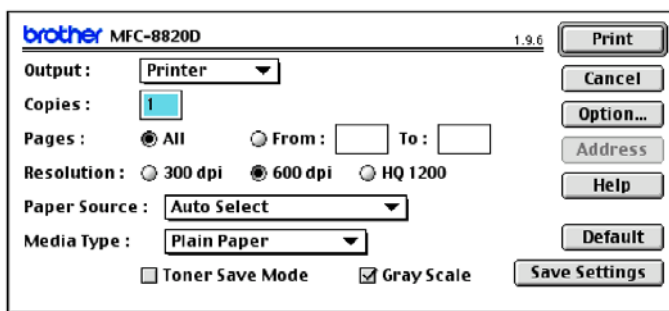 brother MFC-8820D 1.9.6 Print
Output : Printer Cancel
Copies : 1 Option...
Pages : All From : To : Address
Resolution : 300 dpi 600 dpi HQ 1200 Help
Paper Source : Auto Select
Media Type : Plain Paper Default
Toner Save Mode Gray Scale Save Settings